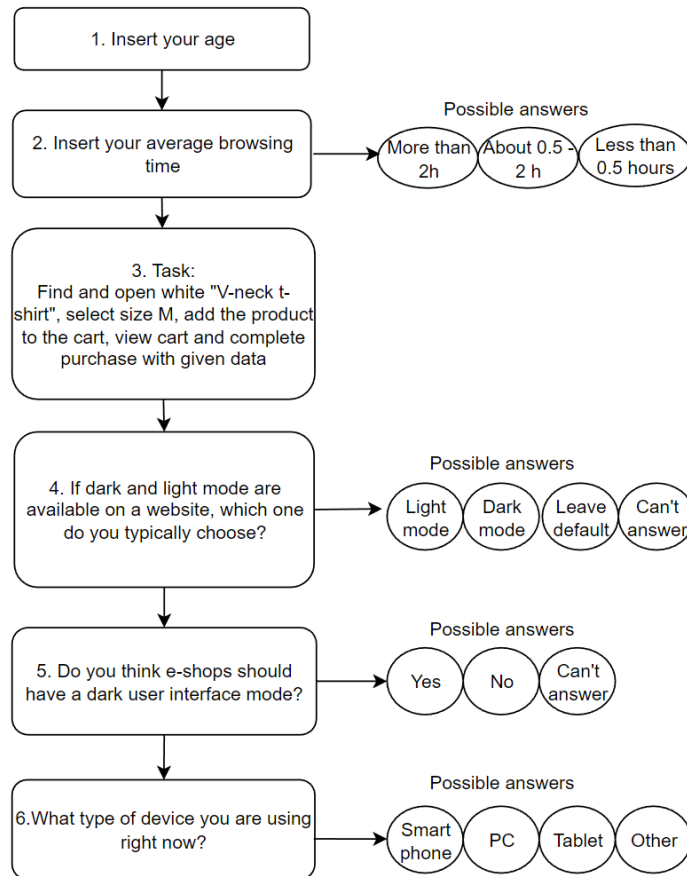 1. Insert your age
Possible answers
2. Insert your average browsing
time
More than
2h
About 0.5 -
2 h
Less than
0.5 hours
3. Task:
Find and open white "V-neck t-
shirt", select size M, add the product
to the cart, view cart and complete
purchase with given data
Possible answers
4. If dark and light mode are
available on a website, which one
do you typically choose?
Light
mode
Dark
mode
Leave
default
Can't
answer
Possible answers
5. Do you think e-shops should
have a dark user interface mode?
Yes
No
Can't
answer
Possible answers
6.What type of device you are using
right now?
Smart
phone
PC
Tablet
Other